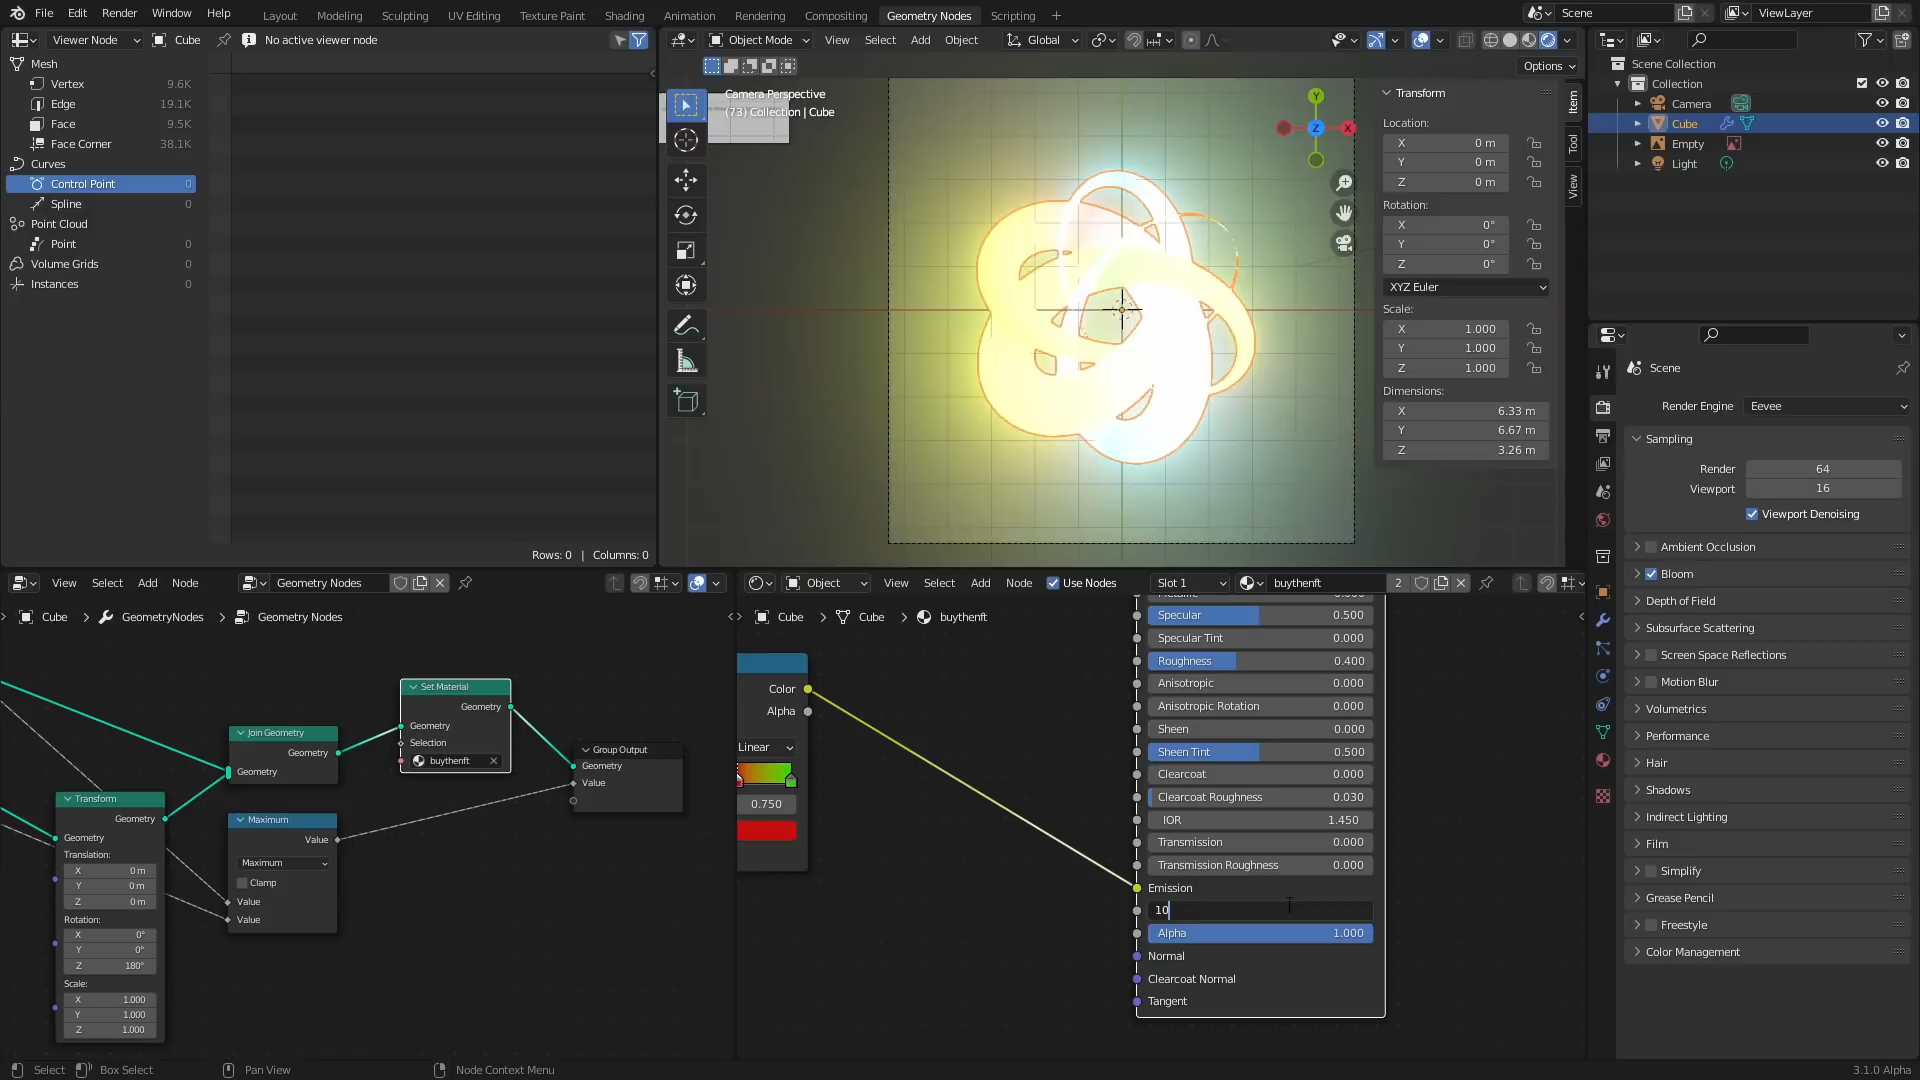 File Edit Render Window Help Layout Modeling Sculpting UV Editing Texture Paint Shading Animation Rendering Compositing Geometry Nodes Scripting + Scene ViewLayer
Viewer Node Cube No active viewer node
Mesh
Vertex 9.6K
Edge 19.1K
Face 9.5K
Face Corner 38.1K
Curves
Control Point 0
Spline 0
Point Cloud
Point 0
Volume Grids 0
Instances 0
Rows: 0 | Columns: 0
Object Mode View Select Add Object Global
Options
Camera Perspective
(73) Collection | Cube
Y
Z
X
Transform
Location:
X 0 m
Y 0 m
Z 0 m
Rotation:
X 0°
Y 0°
Z 0°
XYZ Euler
Scale:
X 1.000
Y 1.000
Z 1.000
Dimensions:
X 6.33 m
Y 6.67 m
Z 3.26 m
Item
Tool
View
Scene Collection
Collection
Camera
Cube
Empty
Light
Scene
Render Engine Eevee
Sampling
Render 64
Viewport 16
Viewport Denoising
Ambient Occlusion
Bloom
Depth of Field
Subsurface Scattering
Screen Space Reflections
Motion Blur
Volumetrics
Performance
Hair
Shadows
Indirect Lighting
Film
Simplify
Grease Pencil
Freestyle
Color Management
View Select Add Node Geometry Nodes
Cube GeometryNodes Geometry Nodes
Set Material
Geometry
Geometry
Selection
buythenft
Join Geometry
Geometry
Geometry
Group Output
Geometry
Value
Transform
Geometry
Geometry
Translation:
X 0 m
Y 0 m
Z 0 m
Rotation:
X 0°
Y 0°
Z 180°
Scale:
X 1.000
Y 1.000
Z 1.000
Maximum
Value
Maximum
Clamp
Value
Value
Object View Select Add Node Use Nodes Slot 1 buythenft 2
Cube Cube buythenft
Color
Alpha
Linear
0.750
Specular 0.500
Specular Tint 0.000
Roughness 0.400
Anisotropic 0.000
Anisotropic Rotation 0.000
Sheen 0.000
Sheen Tint 0.500
Clearcoat 0.000
Clearcoat Roughness 0.030
IOR 1.450
Transmission 0.000
Transmission Roughness 0.000
Emission
10
Alpha 1.000
Normal
Clearcoat Normal
Tangent
Select Box Select Pan View Node Context Menu 3.1.0 Alpha